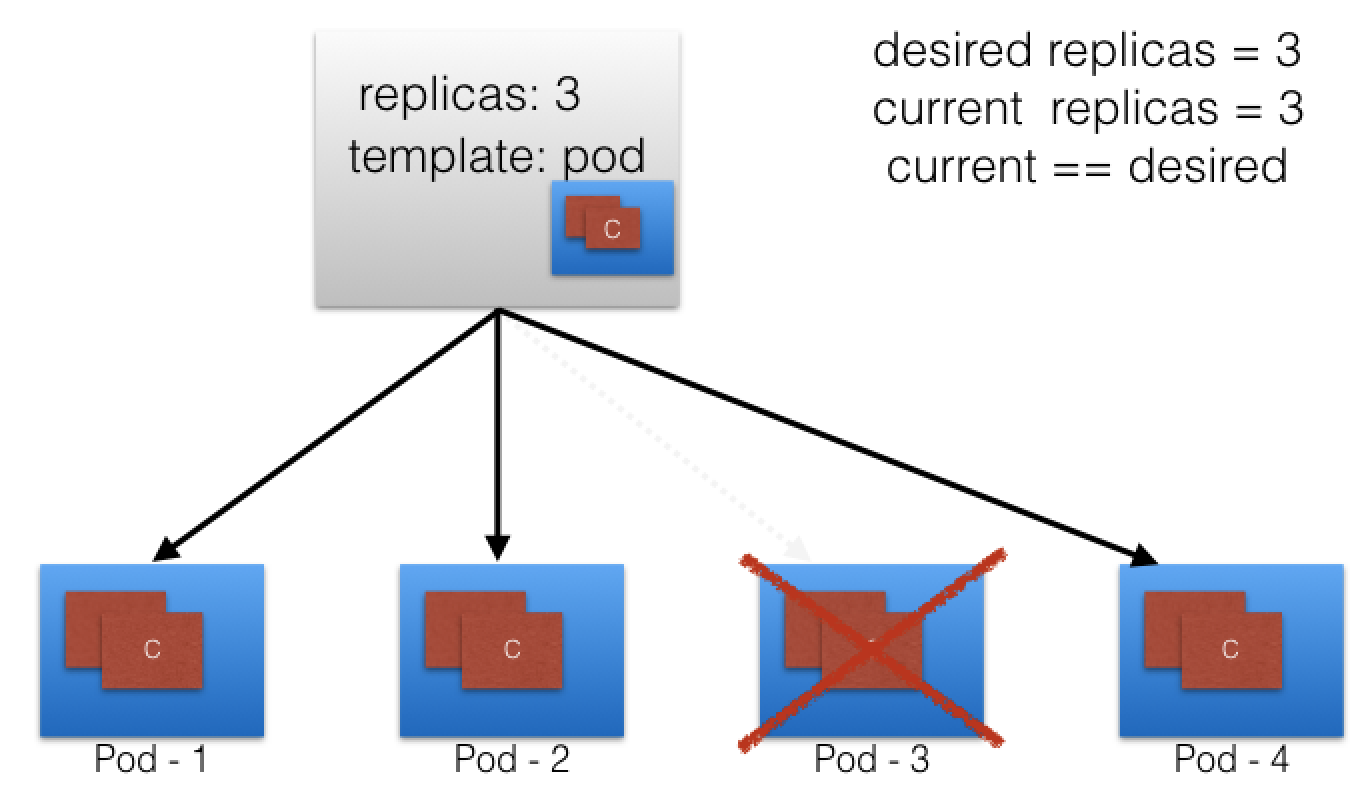 replicas: 3
template: pod
C
desired replicas = 3
current replicas = 3
current == desired
C
C
C
Pod - 1
Pod - 2
Pod - 3
Pod - 4